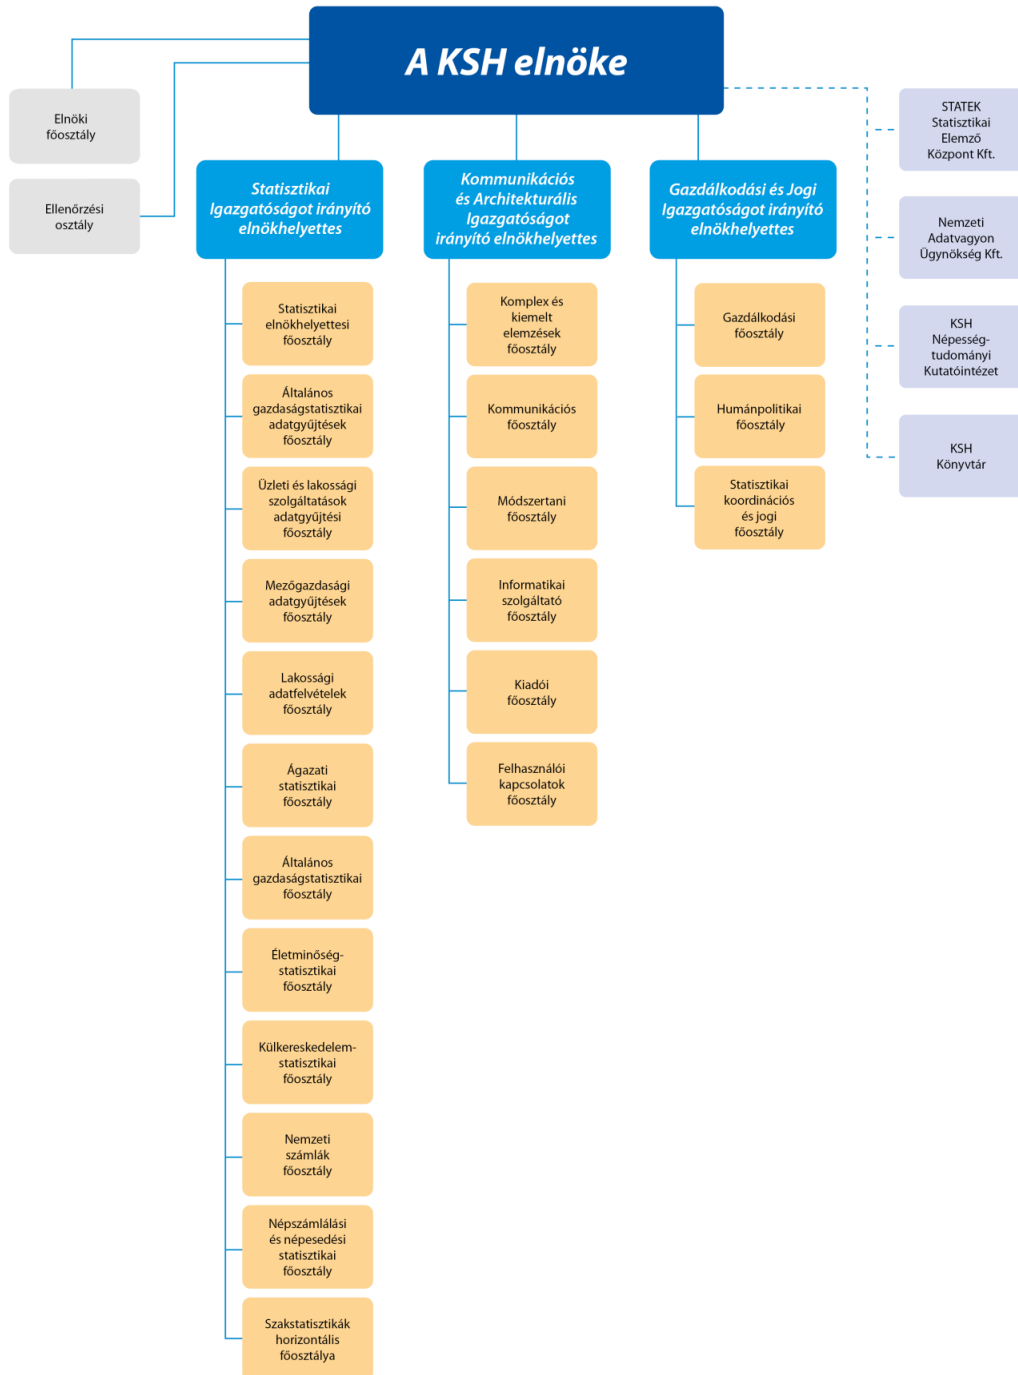 A KSH elnöke
Elnöki
főosztály
Ellenőrzési
osztály
Statisztikai
Igazgatóságot irányító
elnökhelyettes
Statisztikai
elnökhelyettesi
főosztály
Általános
gazdaságstatisztikai
adatgyűjtések
főosztály
Üzleti és lakossági
szolgáltatások
adatgyűjtési
főosztály
Mezőgazdasági
adatgyűjtések
főosztály
Lakossági
adatfelvételek
főosztály
Ágazati
statisztikai
főosztály
Általános
gazdaságstatisztikai
főosztály
Életminőség-
statisztikai
főosztály
Külkereskedelem-
statisztikai
főosztály
Nemzeti
számlák
főosztály
Népszámlálási
és népesedési
statisztikai
főosztály
Szakstatisztikák
horizontális
főosztálya
Kommunikációs
és Architekturális
Igazgatóságot
irányító elnökhelyettes
Komplex és
kiemelt
elemzések
főosztály
Kommunikációs
főosztály
Módszertani
főosztály
Informatikai
szolgáltató
főosztály
Kiadói
főosztály
Felhasználói
kapcsolatok
főosztály
Gazdálkodási és Jogi
Igazgatóságot irányító
elnökhelyettes
Gazdálkodási
főosztály
Humánpolitikai
főosztály
Statisztikai
koordinációs
és jogi
főosztály
STATEK
Statisztikai
Elemző
Központ Kft.
Nemzeti
Adatvagyon
Ügynökség Kft.
KSH
Népesség-
tudományi
Kutatóintézet
KSH
Könyvtár